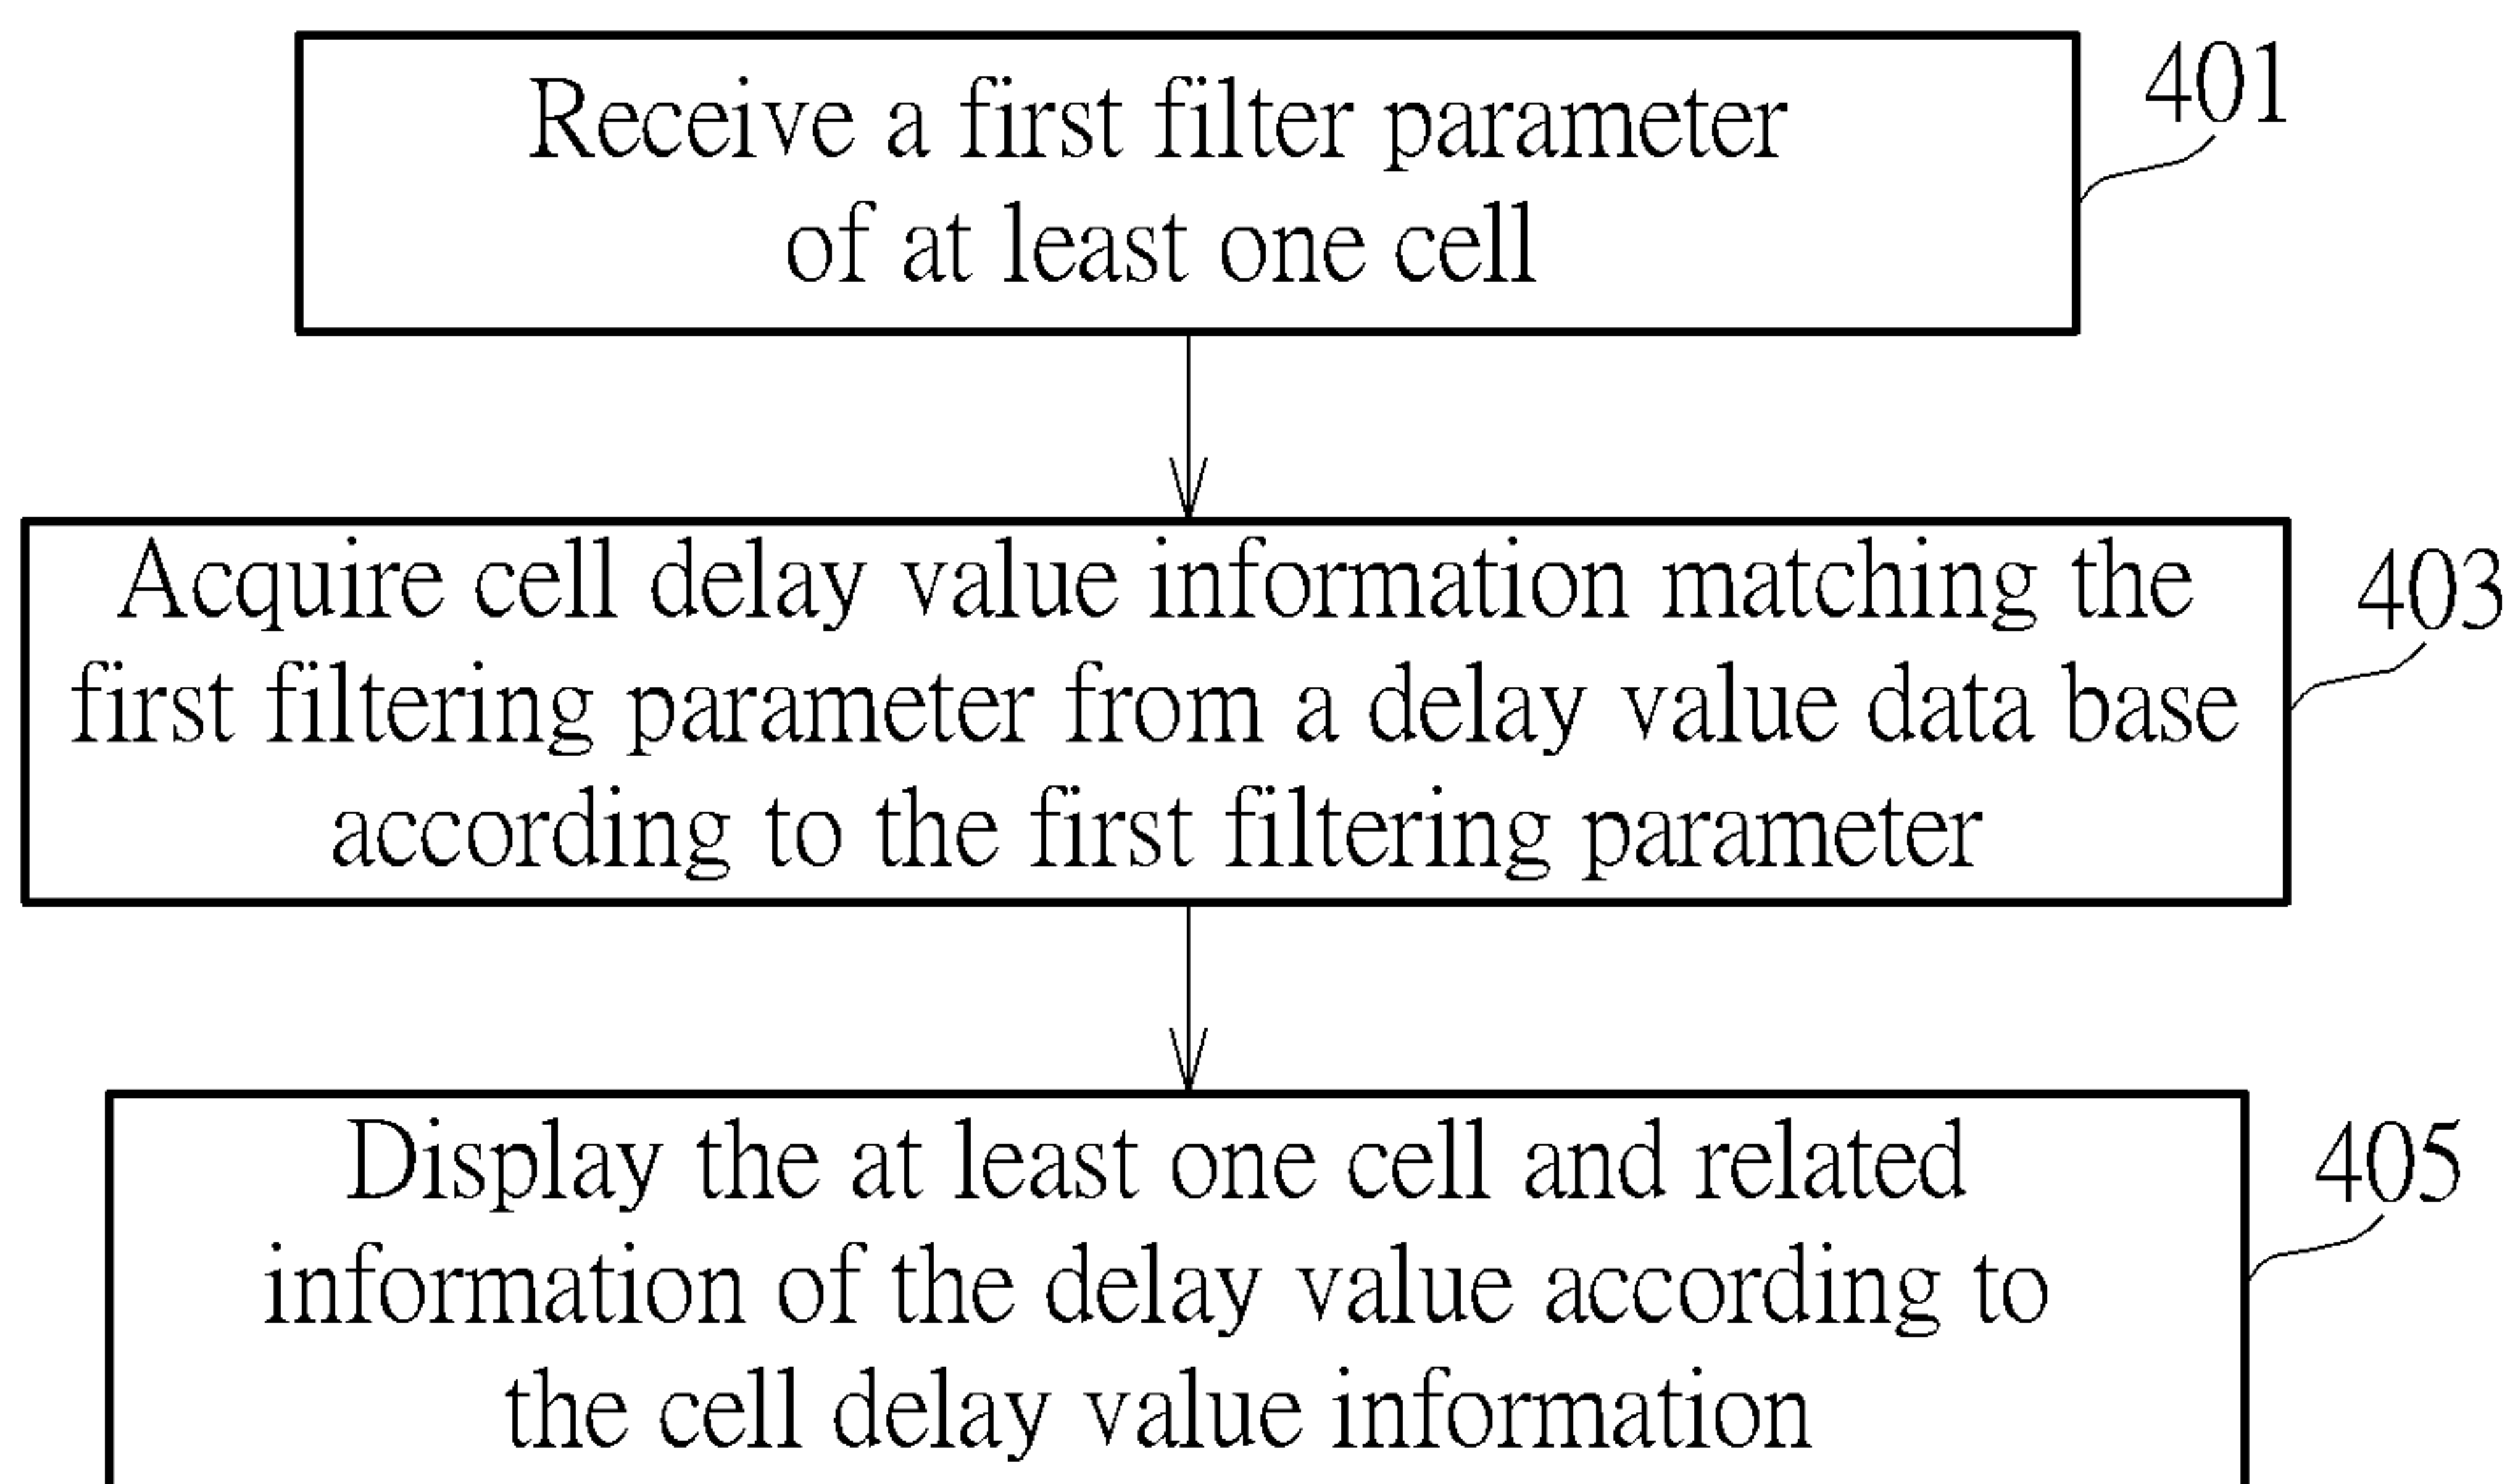 Receive a first filter parameter
of at least one cell
401
Acquire cell delay value information matching the
first filtering parameter from a delay value data base
according to the first filtering parameter
403
Display the at least one cell and related
information of the delay value according to
the cell delay value information
405